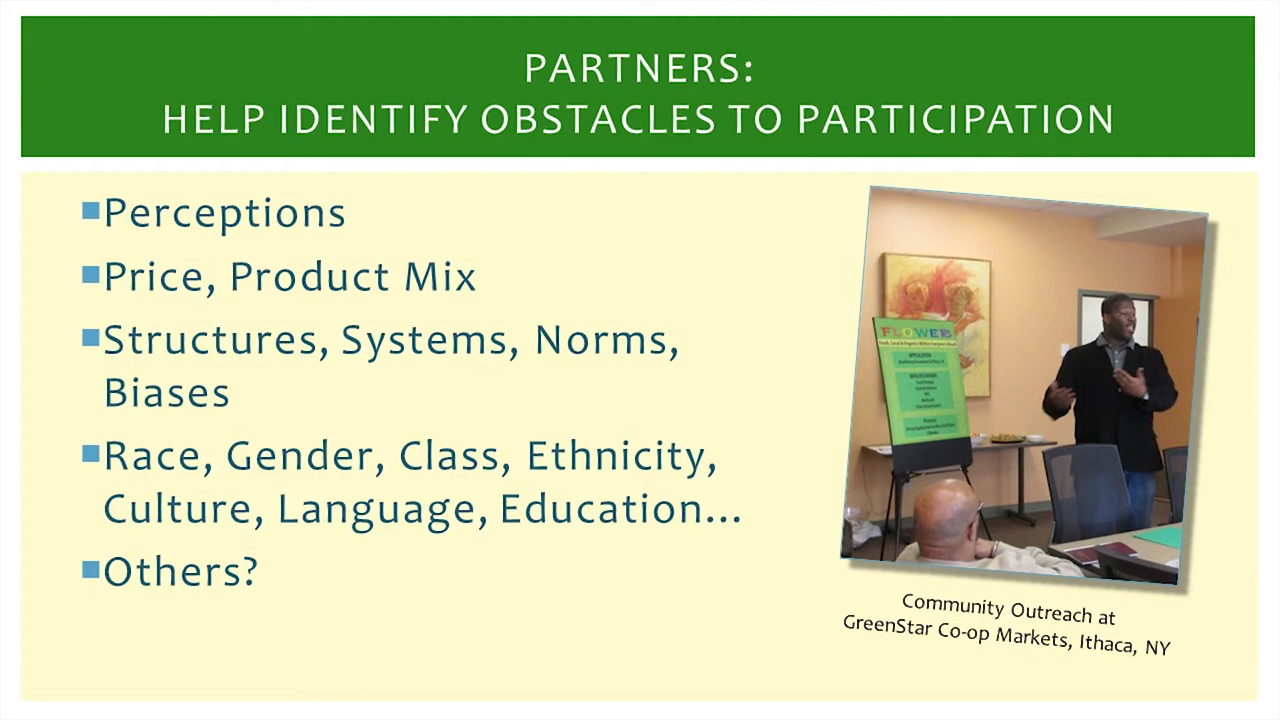 PARTNERS:
HELP IDENTIFY OBSTACLES TO PARTICIPATION
Perceptions
Price, Product Mix
Structures, Systems, Norms,
Biases
Race, Gender, Class, Ethnicity,
Culture, Language, Education...
Others?
FLOWER
Community Outreach at
GreenStar Co-op Markets, Ithaca, NY